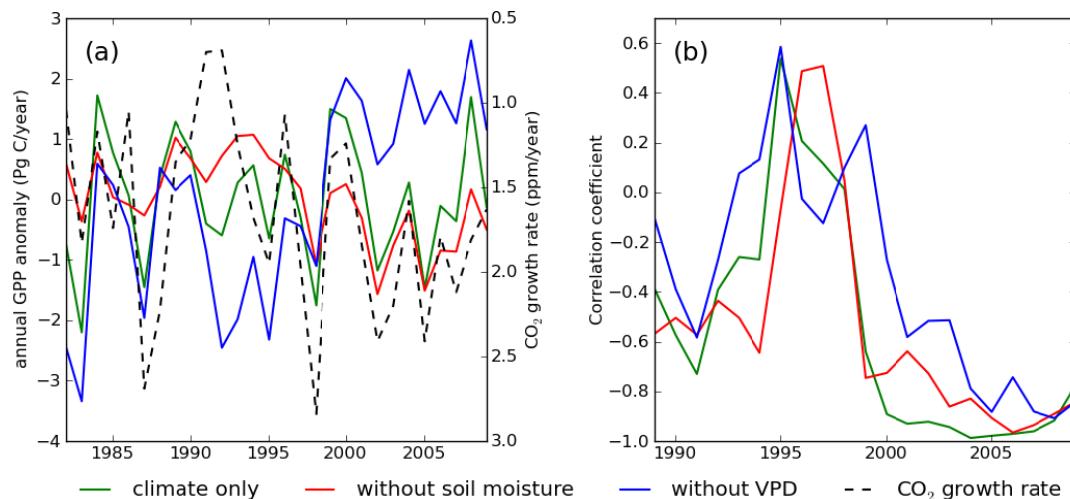 (a)
annual GPP anomaly (Pg C/year)
3
2
1
0
−1
−2
−3
−4
1985 1990 1995 2000 2005
0.5
1.0
1.5
2.0
2.5
3.0
CO₂ growth rate (ppm/year)
(b)
Correlation coefficient
0.6
0.4
0.2
0.0
−0.2
−0.4
−0.6
−0.8
−1.0
1990 1995 2000 2005
climate only without soil moisture without VPD CO₂ growth rate